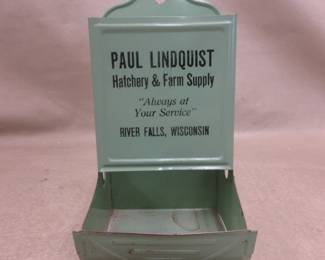 PAUL LINDQUIST
Hatchery & Farm Supply
"Always at
Your Service"
RIVER FALLS, WISCONSIN